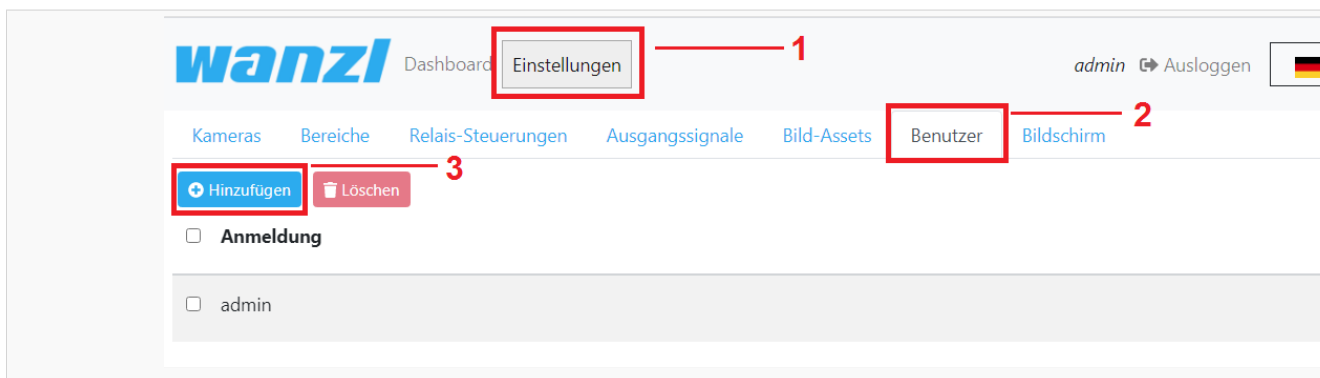 wanzl Dashboard Einstellungen 1 admin Ausloggen
Kameras Bereiche Relais-Steuerungen Ausgangssignale Bild-Assets Benutzer Bildschirm 2
Hinzufügen Löschen 3
Anmeldung
admin